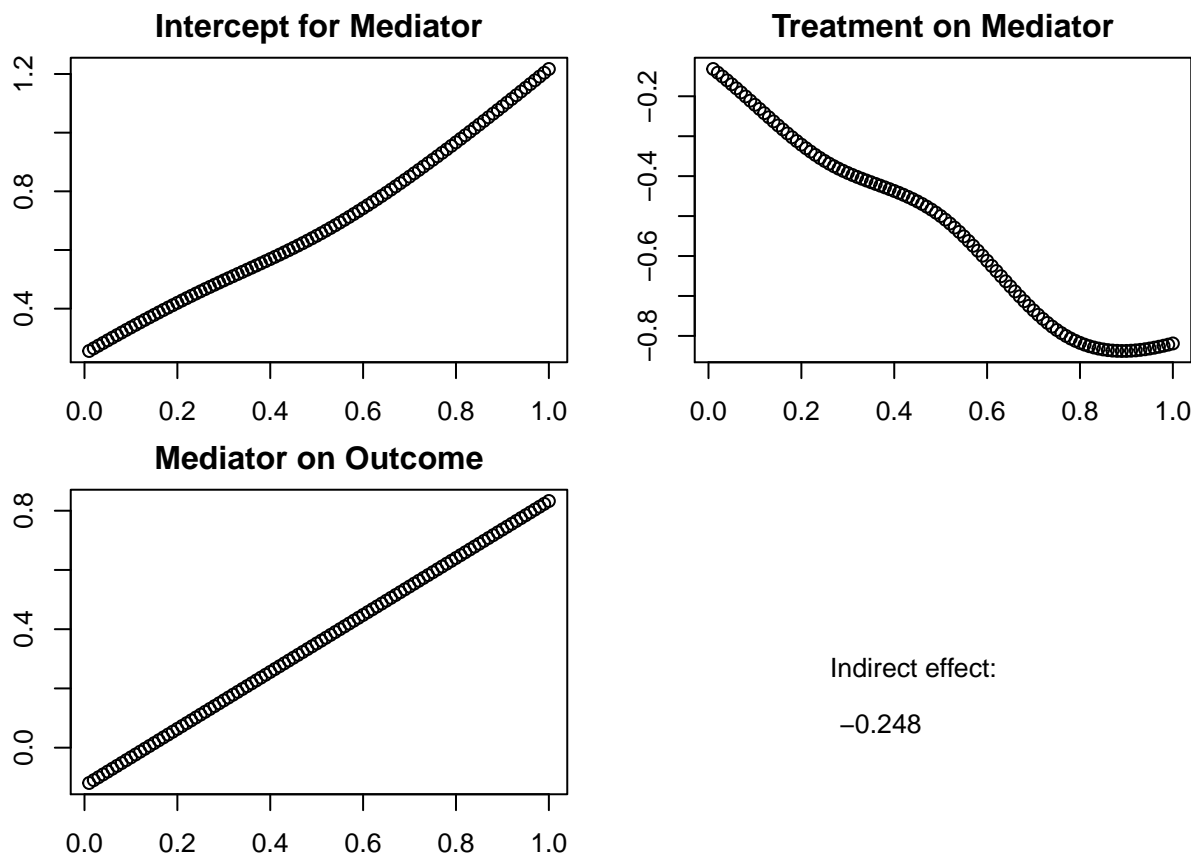 Intercept for Mediator
1.2
0.8
0.4
0.0 0.2 0.4 0.6 0.8 1.0
Treatment on Mediator
−0.2
−0.4
−0.6
−0.8
0.0 0.2 0.4 0.6 0.8 1.0
Mediator on Outcome
0.8
0.4
0.0
0.0 0.2 0.4 0.6 0.8 1.0
Indirect effect:
−0.248